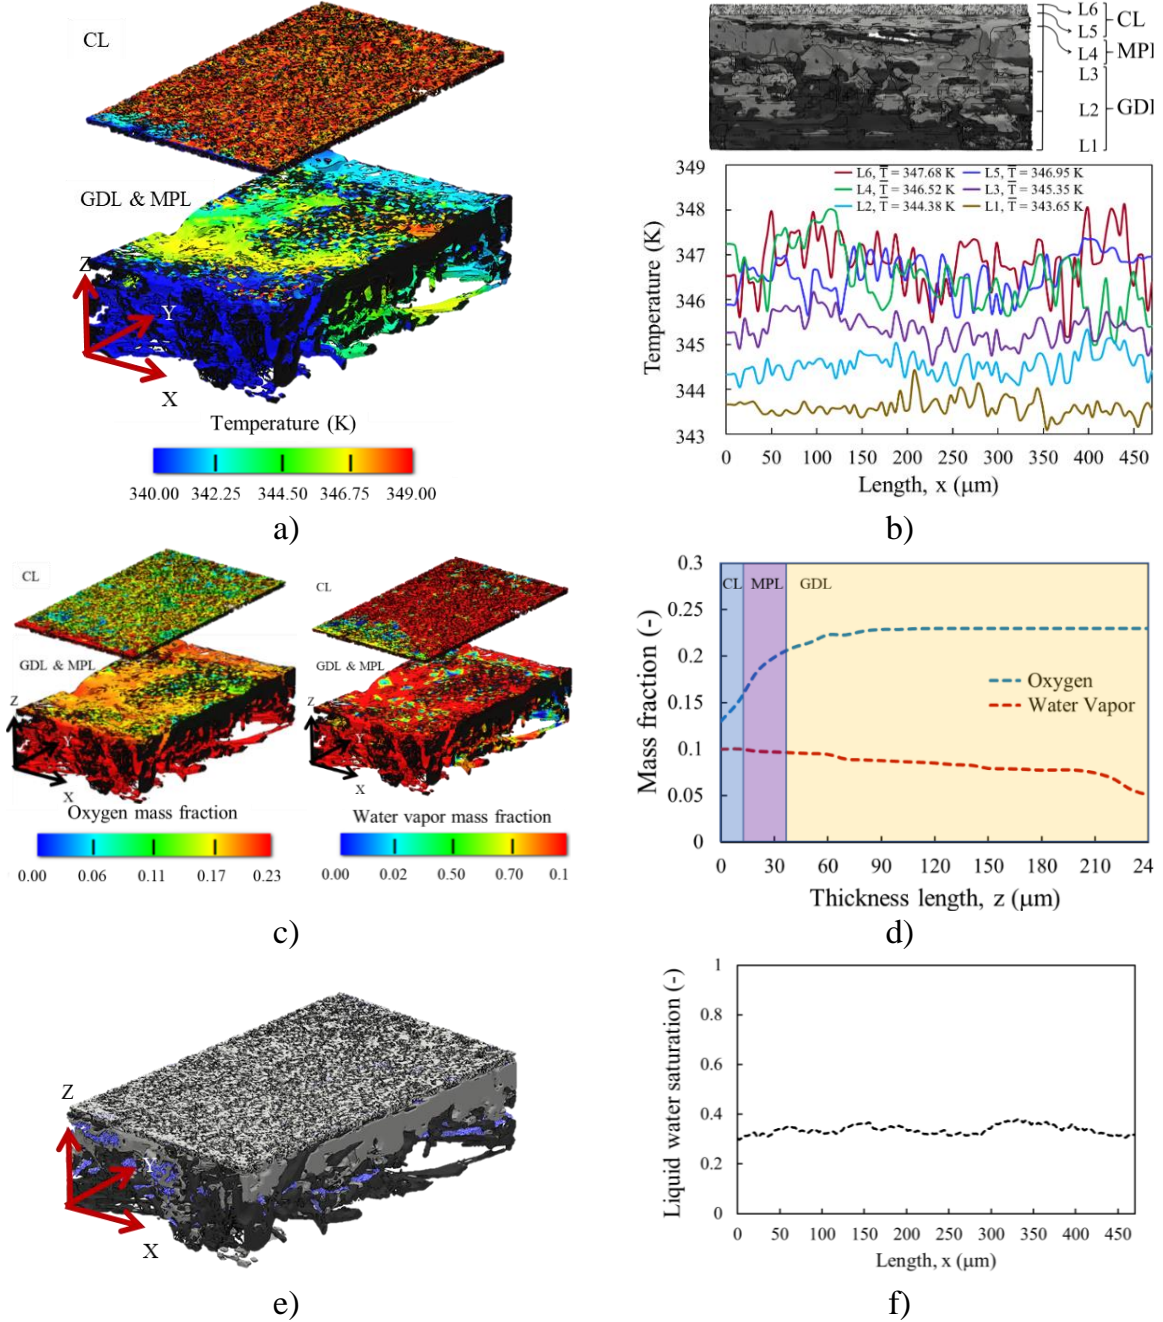 CL
GDL & MPL
Z
Y
X
Temperature (K)
340.00 342.25 344.50 346.75 349.00
a)
L6
L5
L4
L3
L2
L1
CL
MPL
GDL
349
348
347
346
345
344
343
Temperature (K)
L6, T = 347.68 K L5, T = 346.95 K
L4, T = 346.52 K L3, T = 345.35 K
L2, T = 344.38 K L1, T = 343.65 K
0 50 100 150 200 250 300 350 400 450
Length, x (μm)
b)
CL
GDL & MPL
Z
Y
X
Oxygen mass fraction
0.00 0.06 0.11 0.17 0.23
CL
GDL & MPL
Z
Y
X
Water vapor mass fraction
0.00 0.02 0.50 0.70 0.1
c)
0.3
0.25
0.2
0.15
0.1
0.05
0
Mass fraction (-)
CL MPL GDL
Oxygen
Water Vapor
0 30 60 90 120 150 180 210 24
Thickness length, z (μm)
d)
Z
Y
X
e)
1
0.8
0.6
0.4
0.2
0
Liquid water saturation (-)
0 50 100 150 200 250 300 350 400 450
Length, x (μm)
f)